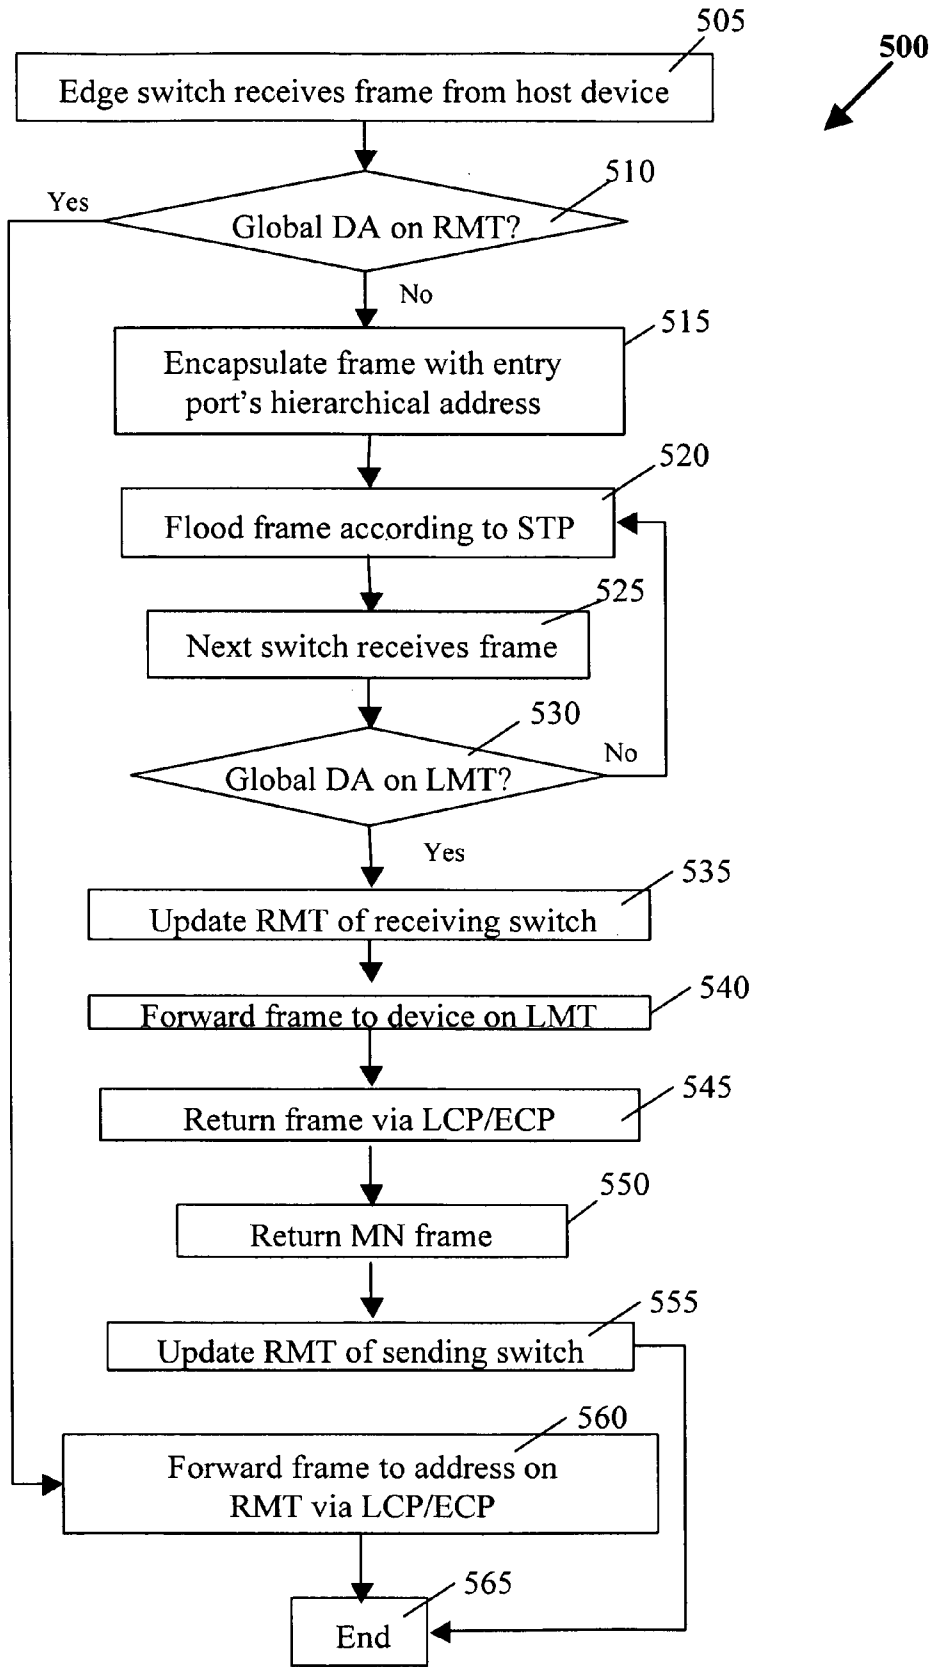 505
500
Edge switch receives frame from host device
510
Yes
Global DA on RMT?
No
515
Encapsulate frame with entry
port's hierarchical address
520
Flood frame according to STP
525
Next switch receives frame
530
No
Global DA on LMT?
Yes
535
Update RMT of receiving switch
540
Forward frame to device on LMT
545
Return frame via LCP/ECP
550
Return MN frame
555
Update RMT of sending switch
560
Forward frame to address on
RMT via LCP/ECP
565
End